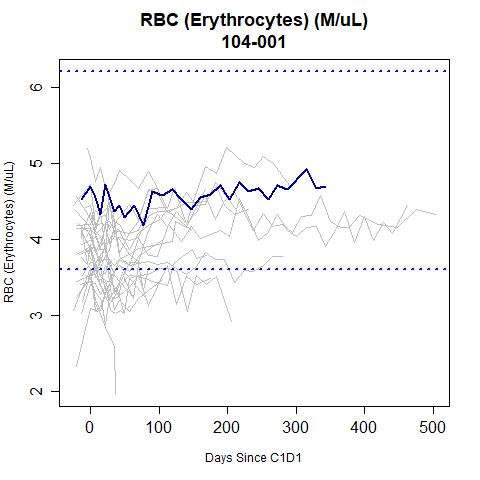 RBC (Erythrocytes) (M/uL)
104-001
RBC (Erythrocytes) (M/uL)
6
5
4
3
2
0 100 200 300 400 500
Days Since C1D1